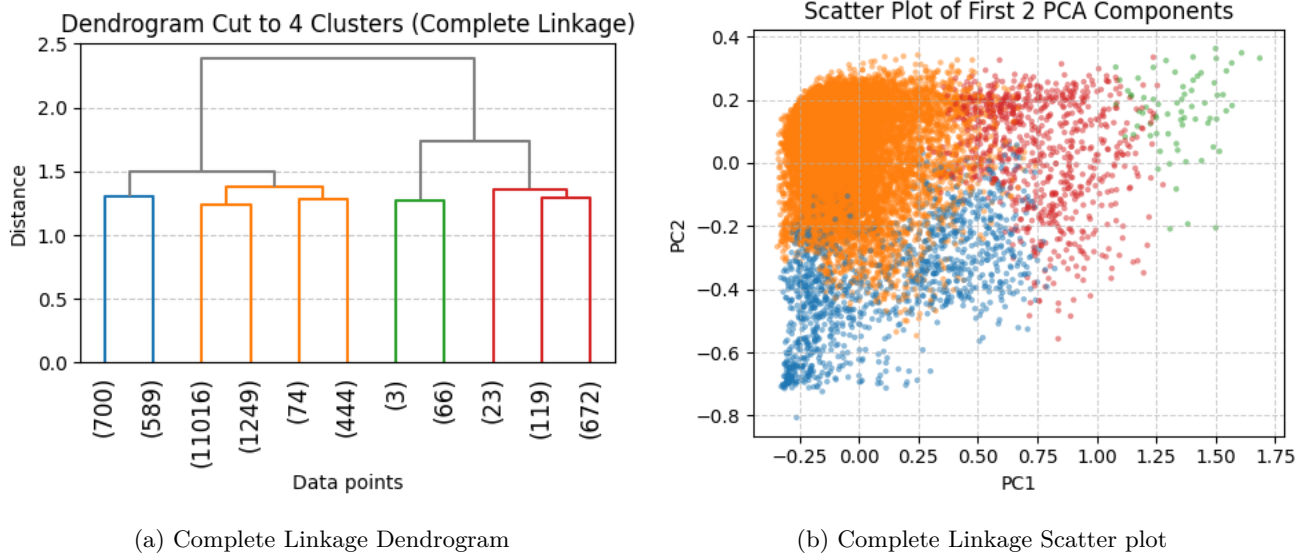 Dendrogram Cut to 4 Clusters (Complete Linkage)
2.5
2.0
1.5
1.0
0.5
0.0
Distance
(700)
(589)
(11016)
(1249)
(74)
(444)
(3)
(66)
(23)
(119)
(672)
Data points
(a) Complete Linkage Dendrogram
Scatter Plot of First 2 PCA Components
0.4
0.2
0.0
−0.2
−0.4
−0.6
−0.8
PC2
−0.25 0.00 0.25 0.50 0.75 1.00 1.25 1.50 1.75
PC1
(b) Complete Linkage Scatter plot